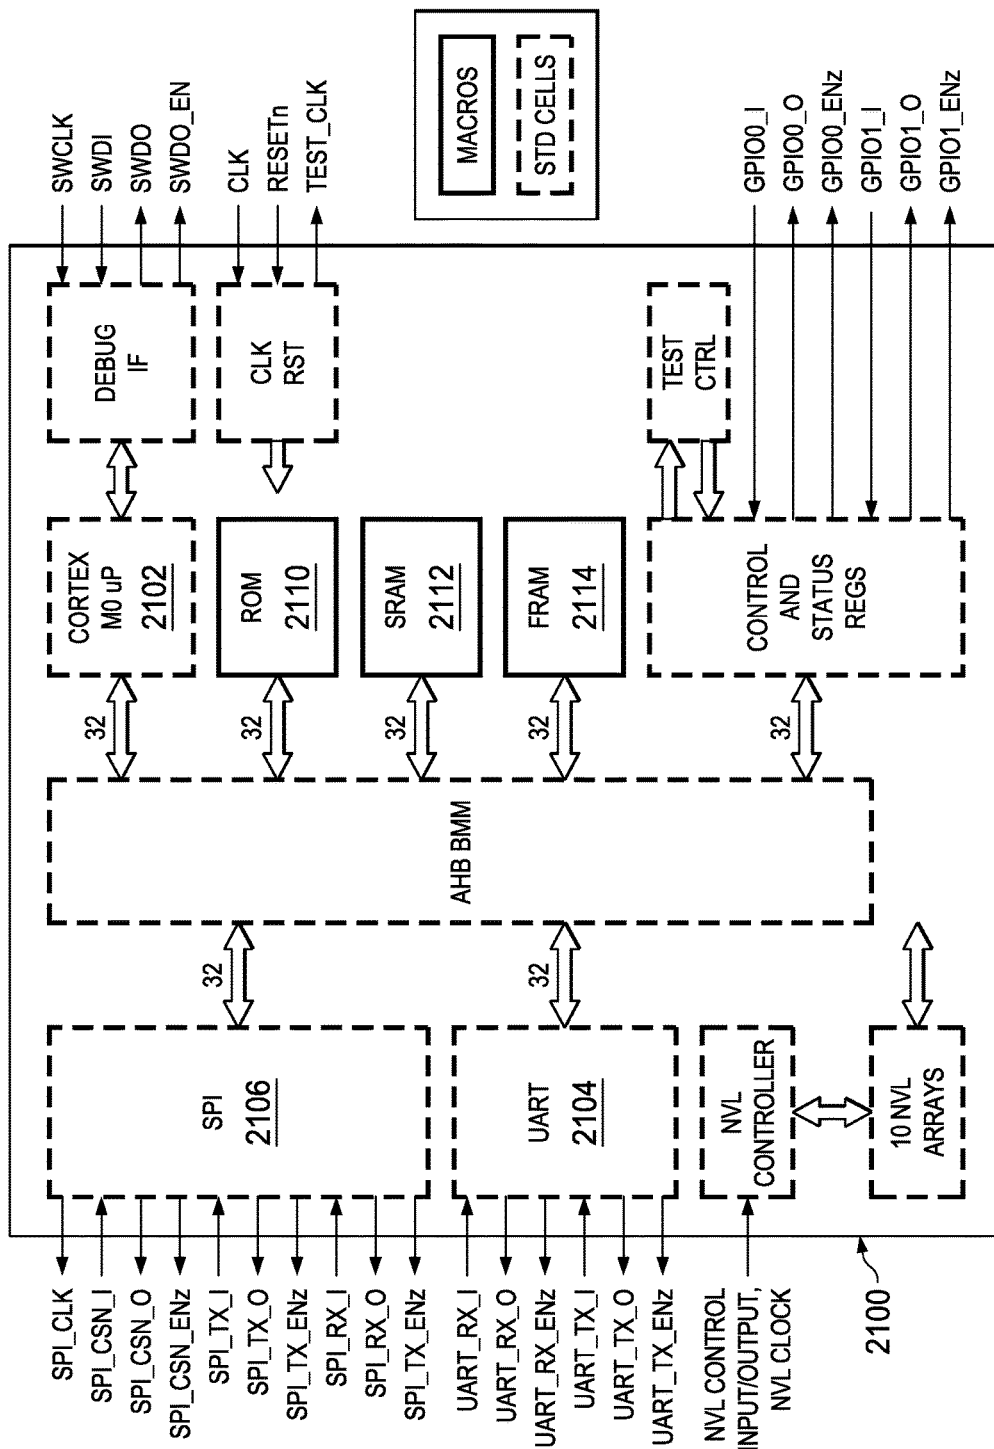 SPI_CLK
SPI_CSN_I
SPI_CSN_O
SPI_CSN_ENz
SPI_TX_I
SPI_TX_O
SPI_TX_ENz
SPI_RX_I
SPI_RX_O
SPI_TX_ENz
UART_RX_I
UART_RX_O
UART_RX_ENz
UART_TX_I
UART_TX_O
UART_TX_ENz
NVL CONTROL
INPUT/OUTPUT,
NVL CLOCK
2100
SPI
2106
UART
2104
NVL
CONTROLLER
10 NVL
ARRAYS
32
32
AHB BMM
32
32
32
32
32
CORTEX
M0 uP
2102
ROM
2110
SRAM
2112
FRAM
2114
CONTROL
AND
STATUS
REGS
DEBUG
IF
CLK
RST
TEST
CTRL
SWCLK
SWDI
SWDO
SWDO_EN
CLK
RESETn
TEST_CLK
MACROS
STD CELLS
GPIO0_I
GPIO0_O
GPIO0_ENz
GPIO1_I
GPIO1_O
GPIO1_ENz